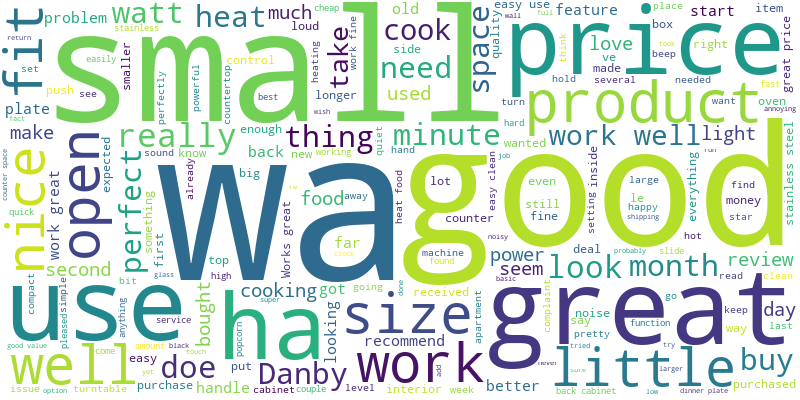 small
price
wa
good
great
use
ha
work
little
size
well
product
fit
watt
heat
much
loud
take
cook
need
used
space
smaller
longer
problem
push
see
plate
make
open
nice
perfect
really
thing
minute
work well
light
love
made
several
feature
easy use
quality
old
side
box
beep
start
item
great price
place
think
right
hold
needed
turn
oven
want
fast
annoying
wall
full
took
cheap
work fine
heating
wish
best
countertop
powerful
perfectly
control
easily
stainless
set
return
fact
counter space
work great
expected
something
first
sound
know
enough
back
new
working
quiet
hand
hard
wanted
already
big
food
away
far
clock
Works great
heat food
lot
counter
machine
found
easy clean
even
still
fine
setting
inside
large
le
happy
shipping
everything
find
money
star
hot
stainless steel
job
run
noisy
basic
power
seem
deal
look
month
probably
slide
review
read
clean
day
last
keep
way
go
function
noise
say
pretty
complaint
apartment
tried
try
sure
larger
never
buy
purchased
better
back cabinet
low
dinner plate
week
interior
level
add
done
received
going
got
cooking
looking
recommend
top
high
glass
bit
second
quick
compact
simple
pleased
anything
service
bought
popcorn
super
put
Danby
doe
handle
cabinet
couple
black
touch
amount
come
yet
easy
purchase
turntable
issue
option
good value